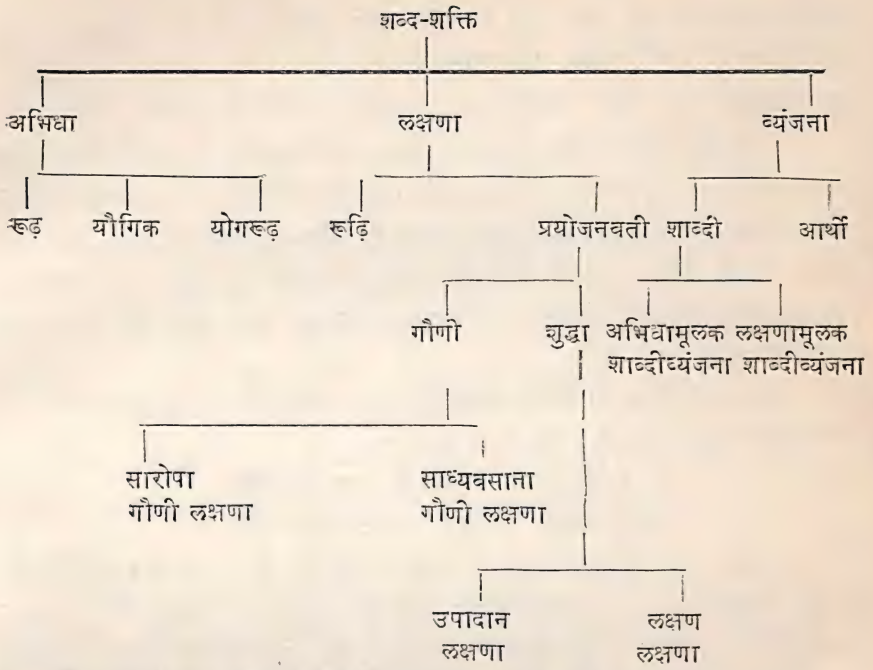 शब्द-शक्ति
अभिधा लक्षणा व्यंजना
रूढ़ यौगिक योगरूढ़ रूढ़ि प्रयोजनवती शाब्दी आर्थी
गौणी शुद्धा अभिधामूलक लक्षणामूलक
शाब्दीव्यंजना शाब्दीव्यंजना
सारोपा साध्यवसाना
गौणी लक्षणा गौणी लक्षणा
उपादान लक्षण
लक्षणा लक्षणा